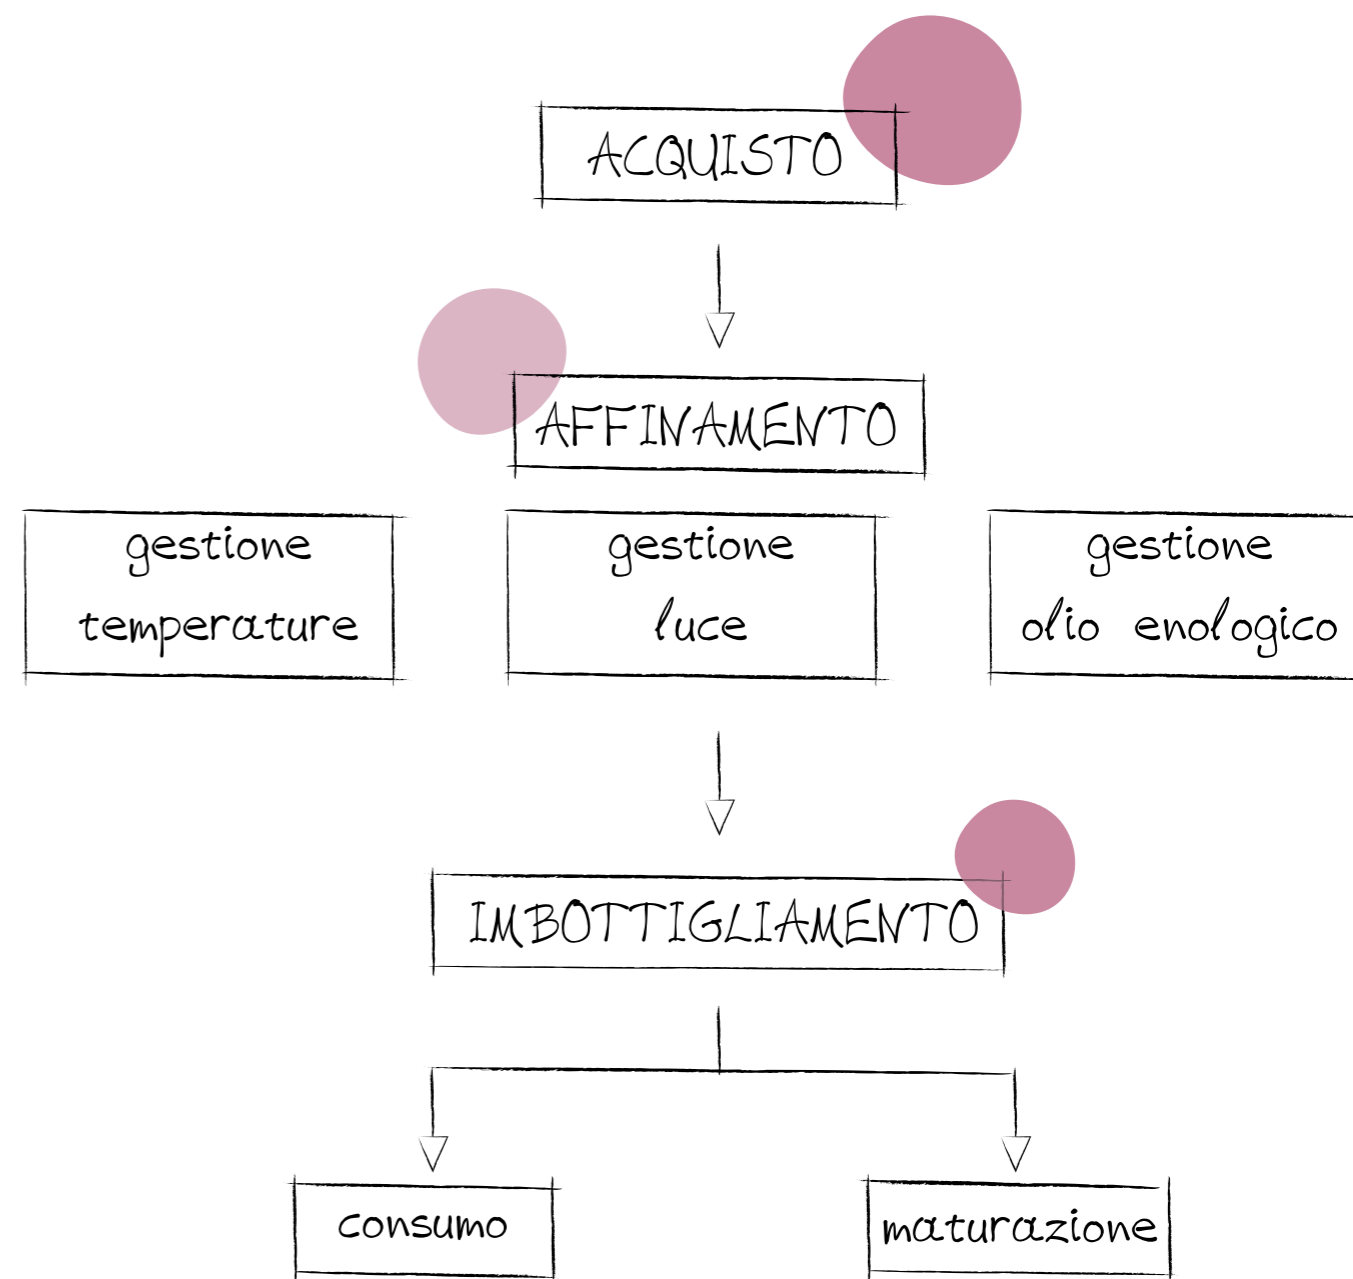 ACQUISTO
AFFINAMENTO
gestione
temperature
gestione
luce
gestione
olio enologico
IMBOTTIGLIAMENTO
consumo
maturazione